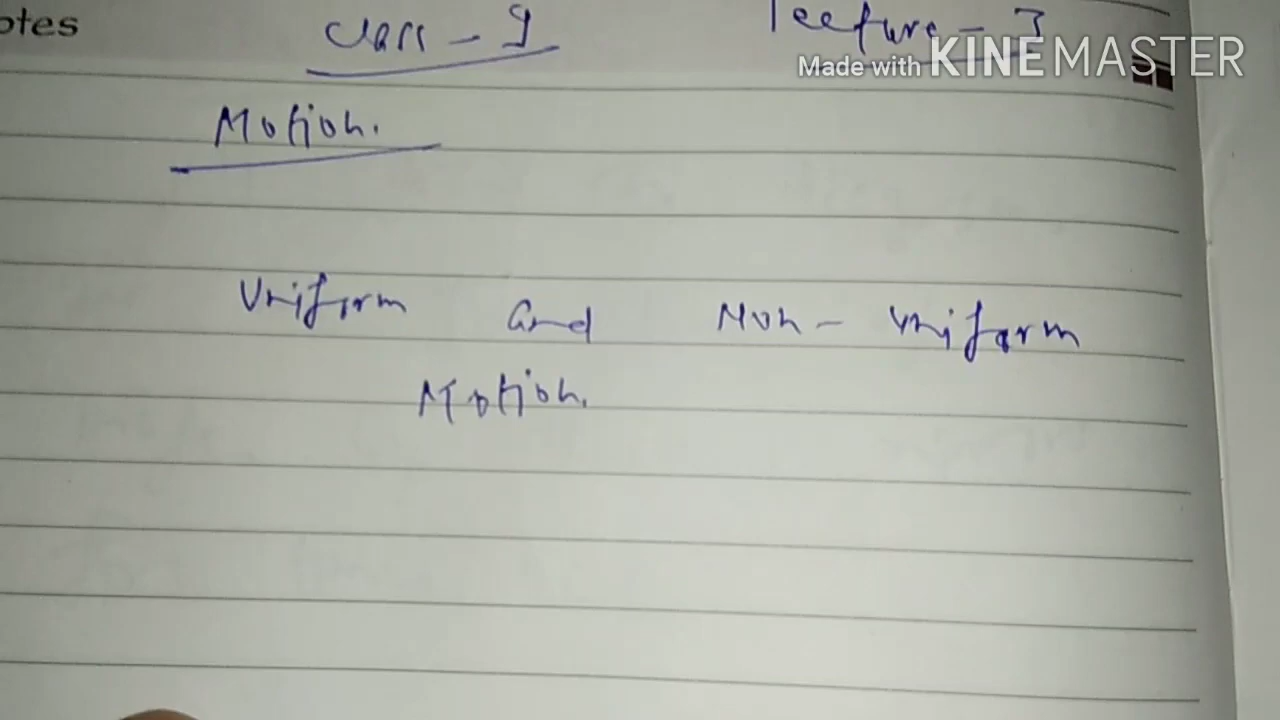 otes
Class - 9
Lecture - 3
Made with KINEMASTER
Motion.
Uniform and Non - Uniform
Motion.